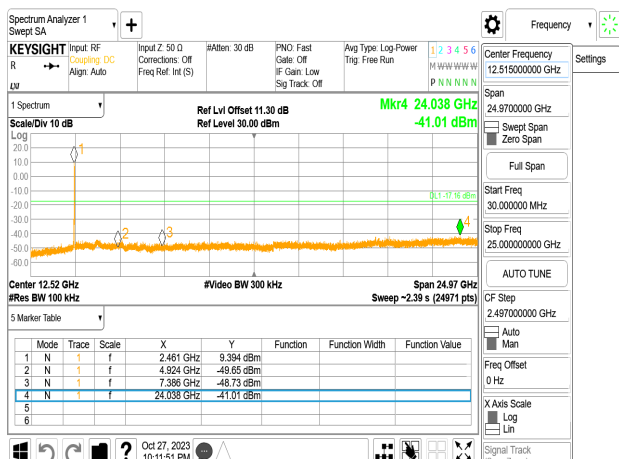 Spectrum Analyzer 1
Swept SA
Frequency
KEYSIGHT
R
Input: RF
Coupling: DC
Align: Auto
Input Z: 50 Ω
Corrections: Off
Freq Ref: Int (S)
#Atten: 30 dB
PNO: Fast
Gate: Off
IF Gain: Low
Sig Track: Off
Avg Type: Log-Power
Trig: Free Run
1 2 3 4 5 6
M W W W W W
P N N N N N
LXI
Center Frequency
12.515000000 GHz
Settings
1 Spectrum
Scale/Div 10 dB
Ref Lvl Offset 11.30 dB
Ref Level 30.00 dBm
Mkr4 24.038 GHz
-41.01 dBm
Span
24.9700000 GHz
Swept Span
Zero Span
Full Span
Log
20.0
10.0
0.00
-10.0
-20.0
-30.0
-40.0
-50.0
-60.0
1
2
3
4
DL1 -17.16 dBm
Start Freq
30.000000 MHz
Stop Freq
25.000000000 GHz
AUTO TUNE
Center 12.52 GHz
#Res BW 100 kHz
#Video BW 300 kHz
Span 24.97 GHz
Sweep ~2.39 s (24971 pts)
CF Step
2.497000000 GHz
Auto
Man
5 Marker Table
Mode Trace Scale X Y Function Function Width Function Value
1 N 1 f 2.461 GHz 9.394 dBm
2 N 1 f 4.924 GHz -49.65 dBm
3 N 1 f 7.386 GHz -48.73 dBm
4 N 1 f 24.038 GHz -41.01 dBm
5
6
Freq Offset
0 Hz
X Axis Scale
Log
Lin
Signal Track
?
Oct 27, 2023
10:11:51 PM